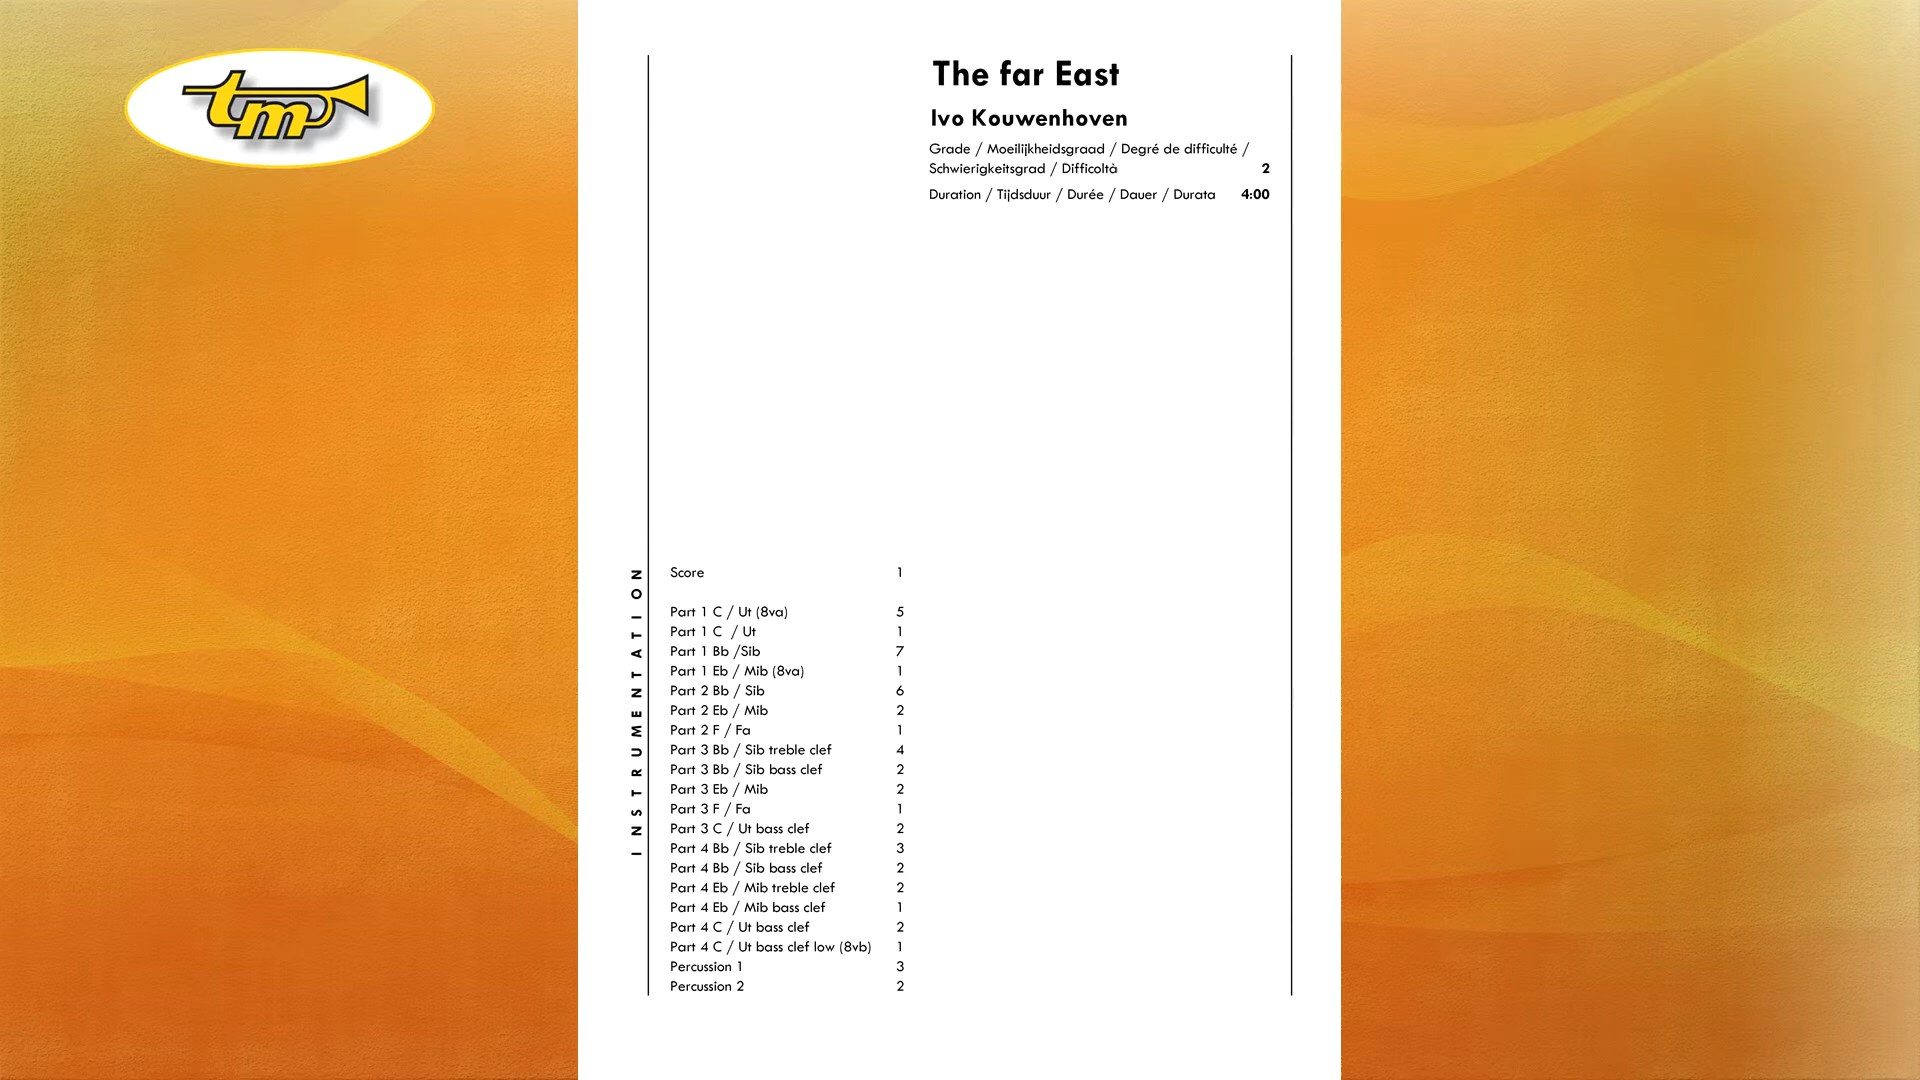 tm
The far East
Ivo Kouwenhoven
Grade / Moeilijkheidsgraad / Degré de difficulté /
Schwierigkeitsgrad / Difficoltà 2
Duration / Tijdsduur / Durée / Dauer / Durata 4:00
INSTRUMENTATION
Score 1
Part 1 C / Ut (8va) 5
Part 1 C / Ut 1
Part 1 Bb /Sib 7
Part 1 Eb / Mib (8va) 1
Part 2 Bb / Sib 6
Part 2 Eb / Mib 2
Part 2 F / Fa 1
Part 3 Bb / Sib treble clef 4
Part 3 Bb / Sib bass clef 2
Part 3 Eb / Mib 2
Part 3 F / Fa 1
Part 3 C / Ut bass clef 2
Part 4 Bb / Sib treble clef 3
Part 4 Bb / Sib bass clef 2
Part 4 Eb / Mib treble clef 2
Part 4 Eb / Mib bass clef 1
Part 4 C / Ut bass clef 2
Part 4 C / Ut bass clef low (8vb) 1
Percussion 1 3
Percussion 2 2